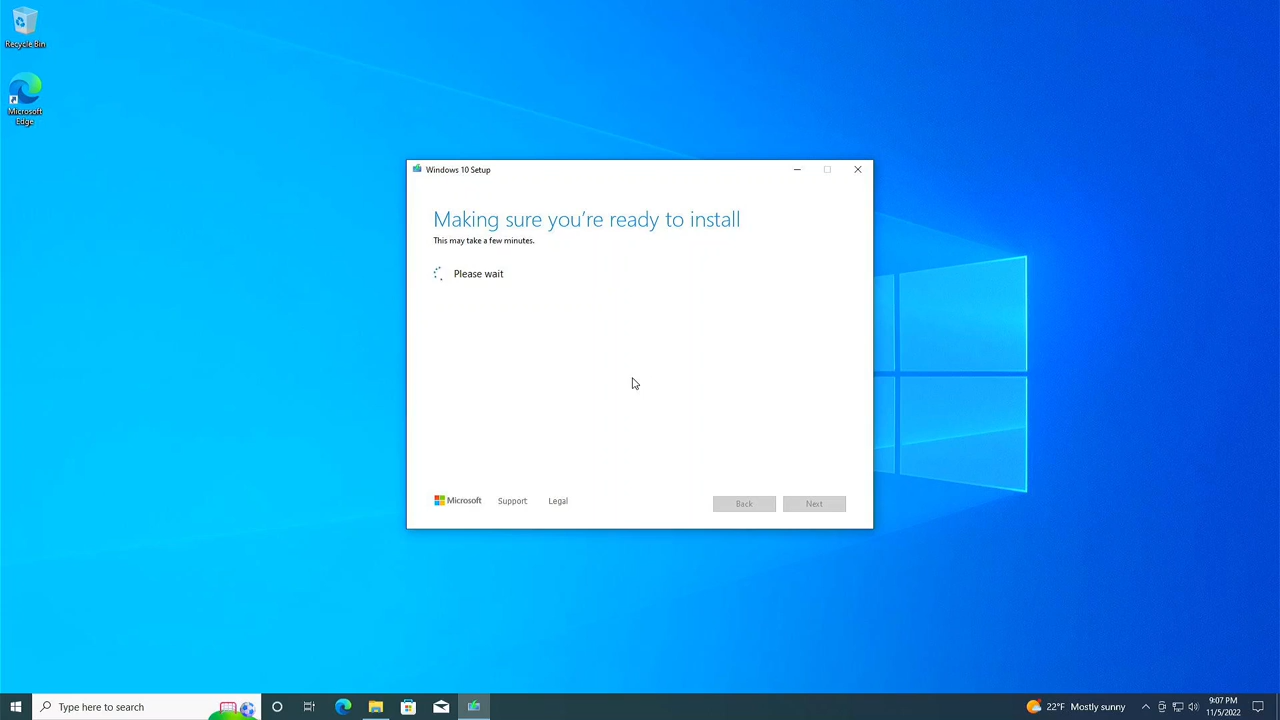 Recycle Bin
Microsoft
Edge
Windows 10 Setup
Making sure you're ready to install
This may take a few minutes.
Please wait
Microsoft Support Legal
Back Next
Type here to search
22°F Mostly sunny
9:07 PM
11/5/2022